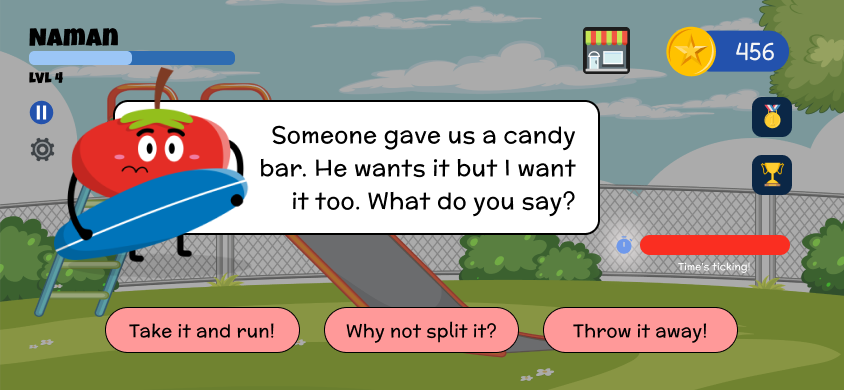 NAMAN
LVL 4
456
Someone gave us a candy
bar. He wants it but I want
it too. What do you say?
Time's ticking!
Take it and run!
Why not split it?
Throw it away!